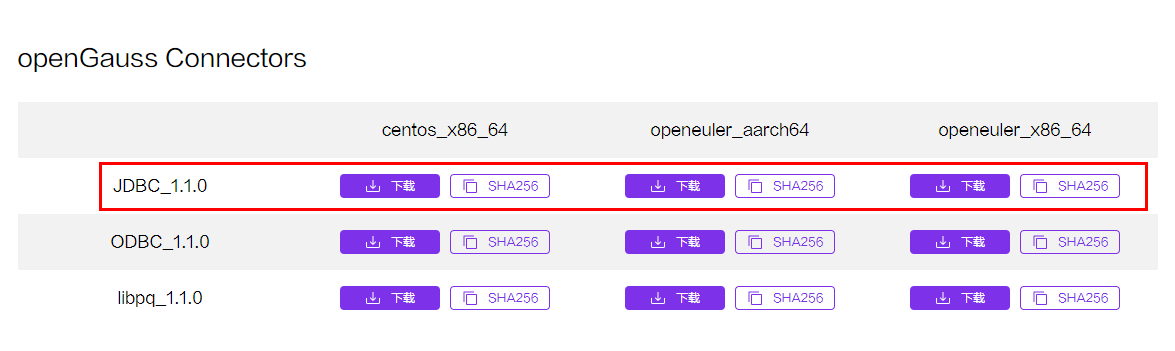 openGauss Connectors
centos_x86_64 openeuler_aarch64 openeuler_x86_64
JDBC_1.1.0 下载 SHA256 下载 SHA256 下载 SHA256
ODBC_1.1.0 下载 SHA256 下载 SHA256 下载 SHA256
libpq_1.1.0 下载 SHA256 下载 SHA256 下载 SHA256